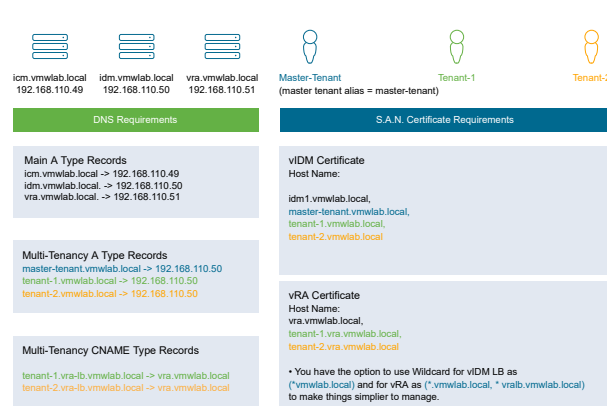 icm.vmwlab.local idm.vmwlab.local vra.vmwlab.local
192.168.110.49 192.168.110.50 192.168.110.51
Master-Tenant Tenant-1 Tenant-2
(master tenant alias = master-tenant)
DNS Requirements
Main A Type Records
icm.vmwlab.local -> 192.168.110.49
idm.vmwlab.local. -> 192.168.110.50
vra.vmwlab.local. -> 192.168.110.51
Multi-Tenancy A Type Records
master-tenant.vmwlab.local -> 192.168.110.50
tenant-1.vmwlab.local -> 192.168.110.50
tenant-2.vmwlab.local -> 192.168.110.50
Multi-Tenancy CNAME Type Records
tenant-1.vra-lb.vmwlab.local -> vra.vmwlab.local
tenant-2.vra-lb.vmwlab.local -> vra.vmwlab.local
S.A.N. Certificate Requirements
vIDM Certificate
Host Name:
idm1.vmwlab.local,
master-tenant.vmwlab.local,
tenant-1.vmwlab.local,
tenant-2.vmwlab.local
vRA Certificate
Host Name:
vra.vmwlab.local,
tenant-1.vra.vmwlab.local,
tenant-2.vra.vmwlab.local
• You have the option to use Wildcard for vIDM LB as
(*vmwlab.local) and for vRA as (*.vmwlab.local, * vralb.vmwlab.local)
to make things simplier to manage.